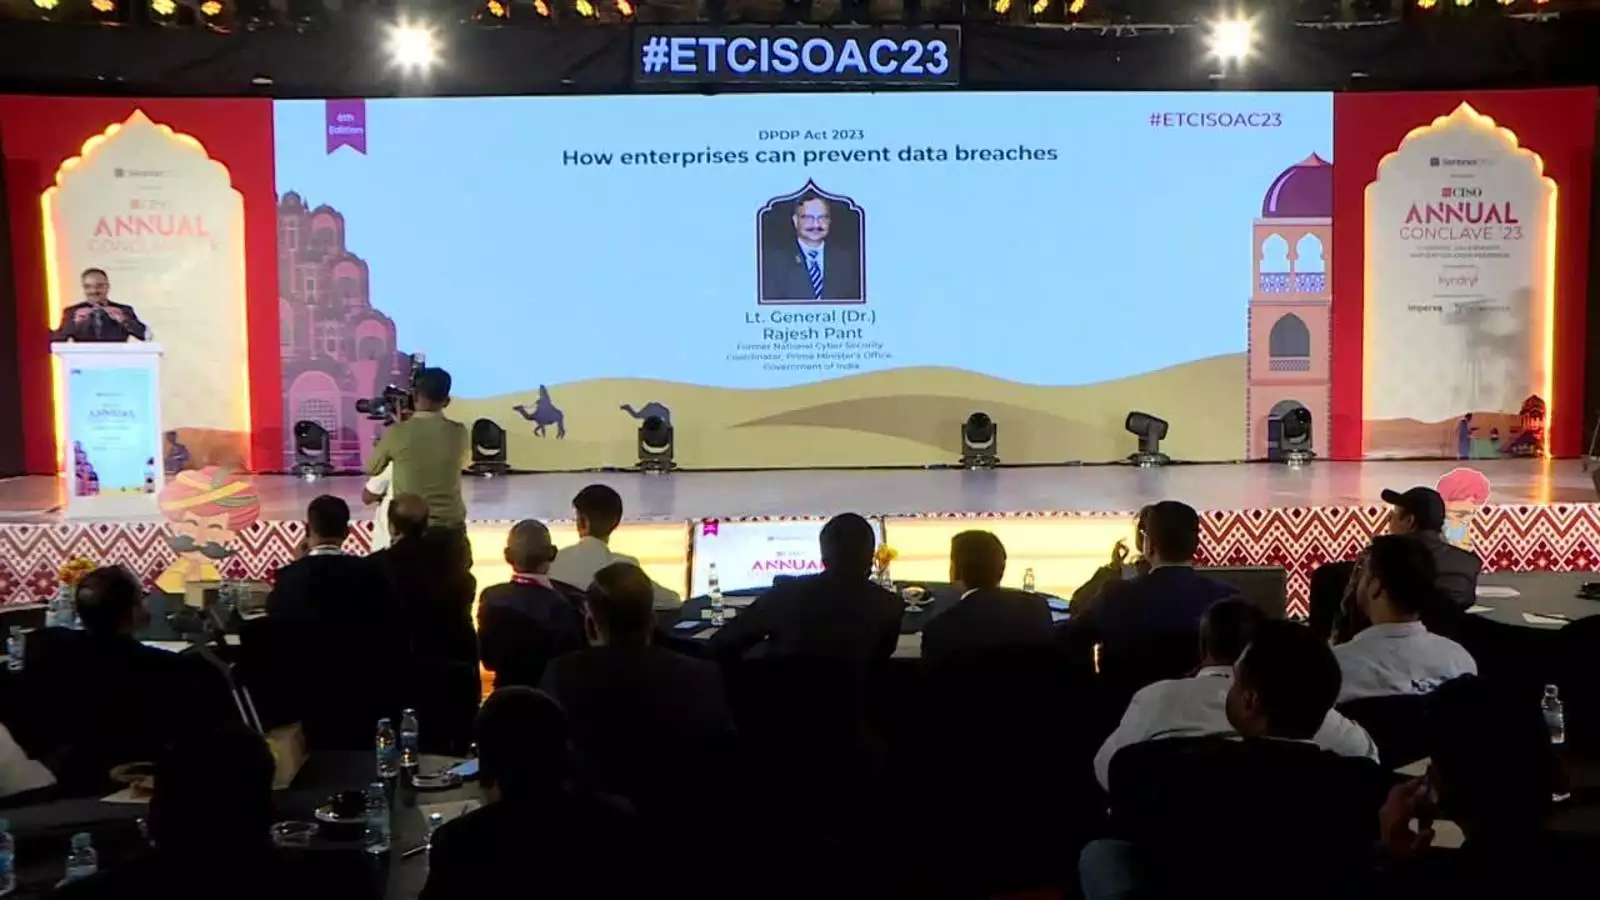 #ETCISOAC23
6th
Edition
#ETCISOAC23
DPDP Act 2023
How enterprises can prevent data breaches
Lt. General (Dr.)
Rajesh Pant
Former National Cyber Security
Coordinator, Prime Minister's Office,
Government of India
ANNUAL
CONCLAVE
CISO
ANNUAL
CONCLAVE '23
kyndryl
imperva
ANNUAL
ANNUAL